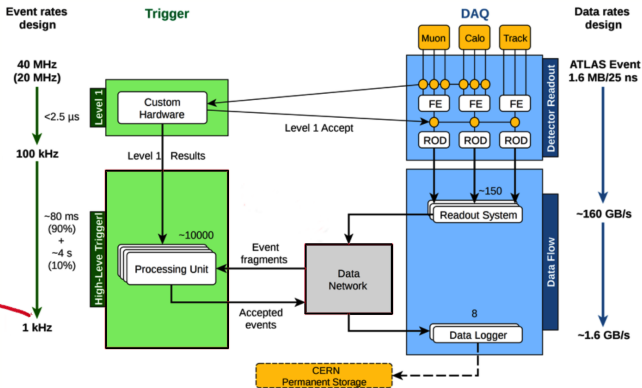 Event rates
design
Trigger
DAQ
Data rates
design
40 MHz
(20 MHz)
Muon
Calo
Track
ATLAS Event
1.6 MB/25 ns
Level 1
Custom
Hardware
<2.5 µs
FE
FE
FE
Detector Readout
Level 1 Accept
ROD
ROD
ROD
100 kHz
Level 1 Results
~150
Readout System
~160 GB/s
~80 ms
(90%)
+
~4 s
(10%)
High-Leve Triggerl
~10000
Processing Unit
Event
fragments
Data
Network
Data Flow
Accepted
events
8
Data Logger
1 kHz
~1.6 GB/s
CERN
Permanent Storage